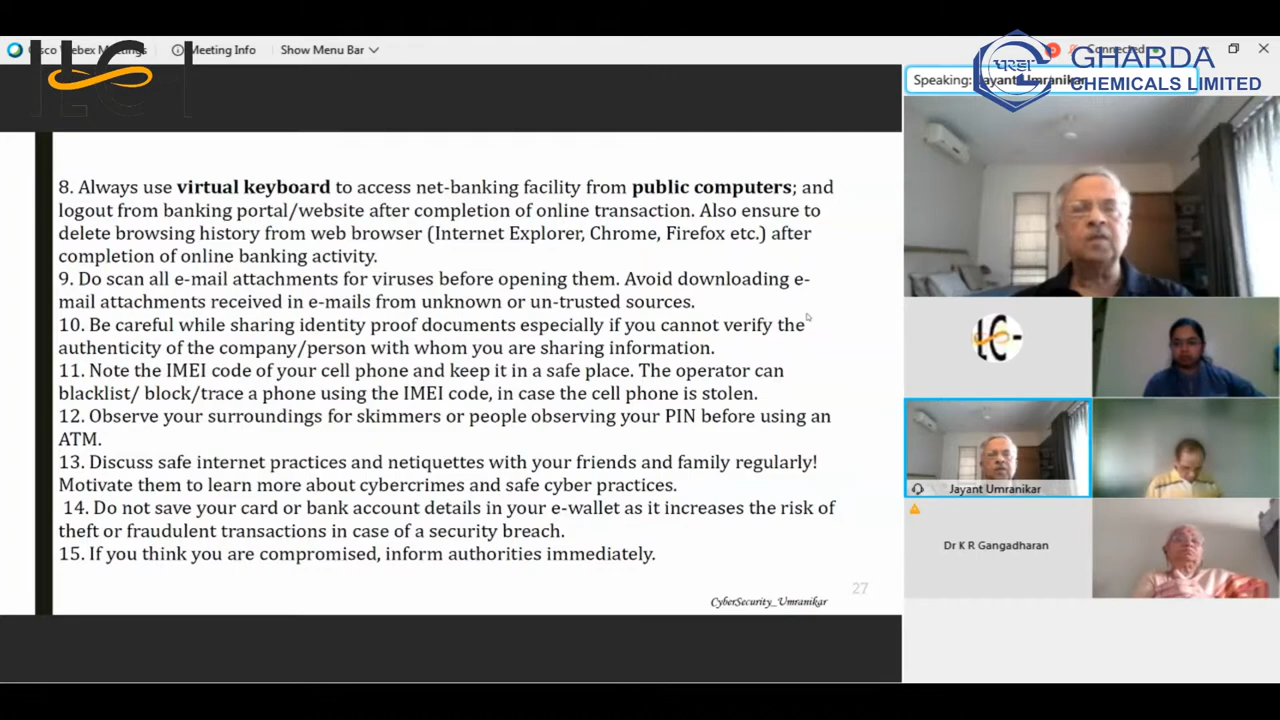 Cisco Webex Meetings
Meeting Info
Show Menu Bar
Connected
GHARDA
CHEMICALS LIMITED
घरडा
Speaking: Jayant Umranikar
8. Always use virtual keyboard to access net-banking facility from public computers; and
logout from banking portal/website after completion of online transaction. Also ensure to
delete browsing history from web browser (Internet Explorer, Chrome, Firefox etc.) after
completion of online banking activity.
9. Do scan all e-mail attachments for viruses before opening them. Avoid downloading e-
mail attachments received in e-mails from unknown or un-trusted sources.
10. Be careful while sharing identity proof documents especially if you cannot verify the
authenticity of the company/person with whom you are sharing information.
11. Note the IMEI code of your cell phone and keep it in a safe place. The operator can
blacklist/ block/trace a phone using the IMEI code, in case the cell phone is stolen.
12. Observe your surroundings for skimmers or people observing your PIN before using an
ATM.
13. Discuss safe internet practices and netiquettes with your friends and family regularly!
Motivate them to learn more about cybercrimes and safe cyber practices.
14. Do not save your card or bank account details in your e-wallet as it increases the risk of
theft or fraudulent transactions in case of a security breach.
15. If you think you are compromised, inform authorities immediately.
CyberSecurity_Umranikar
27
Jayant Umranikar
Dr K R Gangadharan